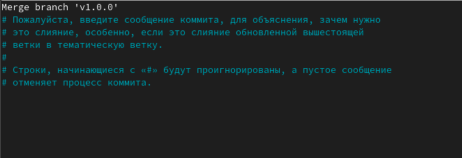 Merge branch 'v1.0.0'
# Пожалуйста, введите сообщение коммита, для объяснения, зачем нужно
# это слияние, особенно, если это слияние обновленной вышестоящей
# ветки в тематическую ветку.
#
# Строки, начинающиеся с «#» будут проигнорированы, а пустое сообщение
# отменяет процесс коммита.